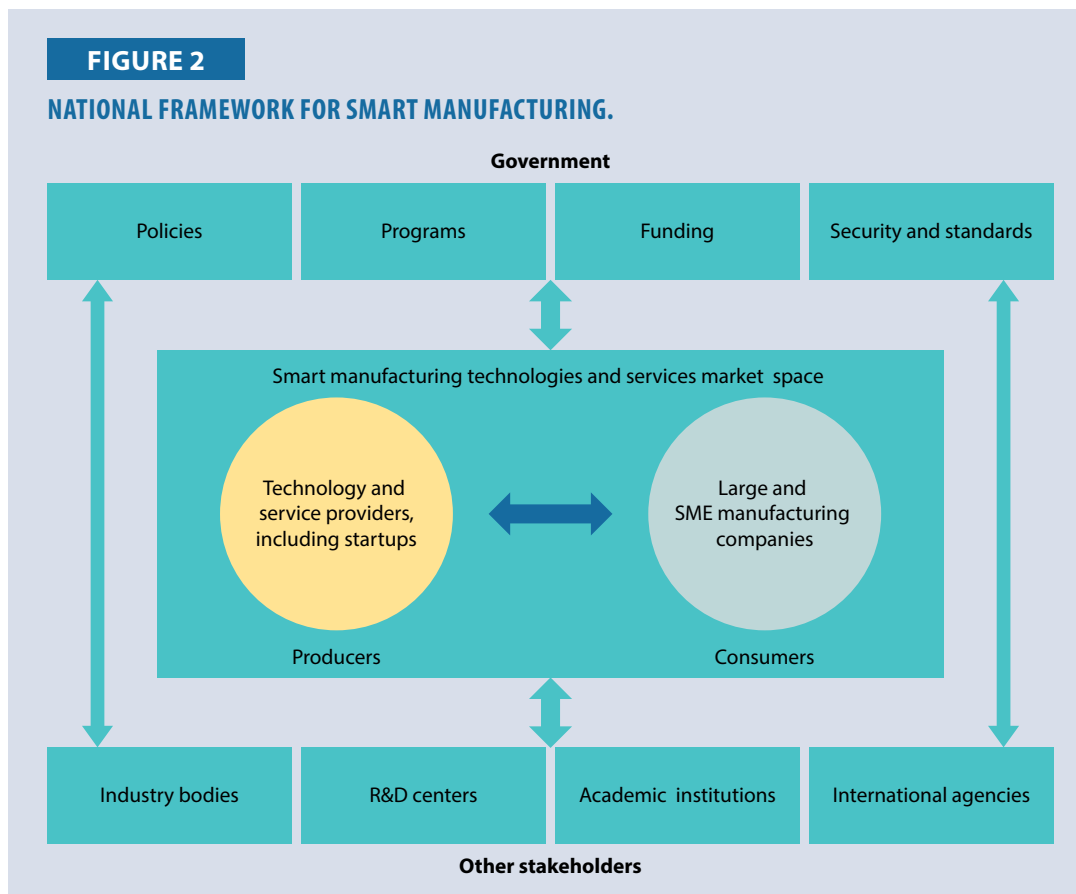 FIGURE 2
NATIONAL FRAMEWORK FOR SMART MANUFACTURING.
Government
Policies
Programs
Funding
Security and standards
Smart manufacturing technologies and services market space
Technology and
service providers,
including startups
Large and
SME manufacturing
companies
Producers
Consumers
Industry bodies
R&D centers
Academic institutions
International agencies
Other stakeholders